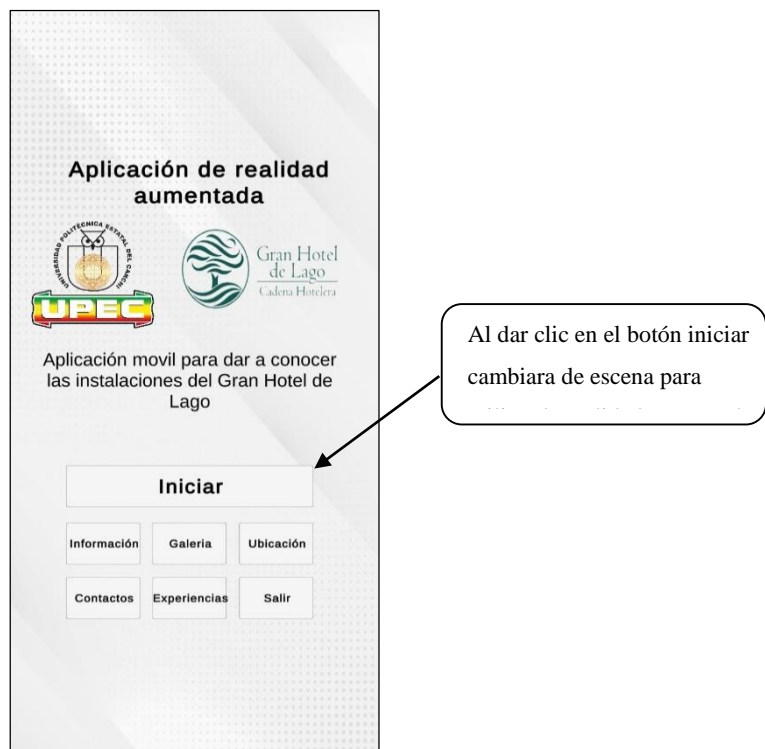 Aplicación de realidad
aumentada
UNIVERSIDAD POLITÉCNICA ESTATAL DEL CARCHI
UPEC
Gran Hotel
de Lago
Cadena Hotelera
Aplicación movil para dar a conocer
las instalaciones del Gran Hotel de
Lago
Al dar clic en el botón iniciar
cambiara de escena para
Iniciar
Información
Galeria
Ubicación
Contactos
Experiencias
Salir